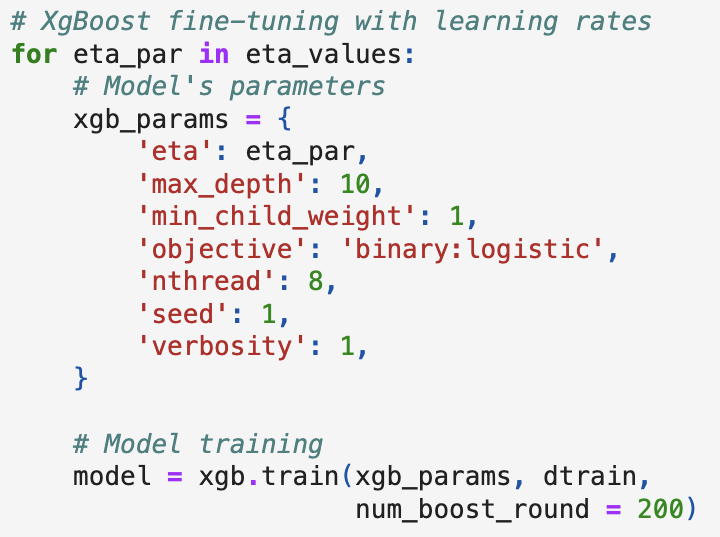 # XgBoost fine-tuning with learning rates
for eta_par in eta_values:
    # Model's parameters
    xgb_params = {
        'eta': eta_par,
        'max_depth': 10,
        'min_child_weight': 1,
        'objective': 'binary:logistic',
        'nthread': 8,
        'seed': 1,
        'verbosity': 1,
    }

    # Model training
    model = xgb.train(xgb_params, dtrain,
                      num_boost_round = 200)